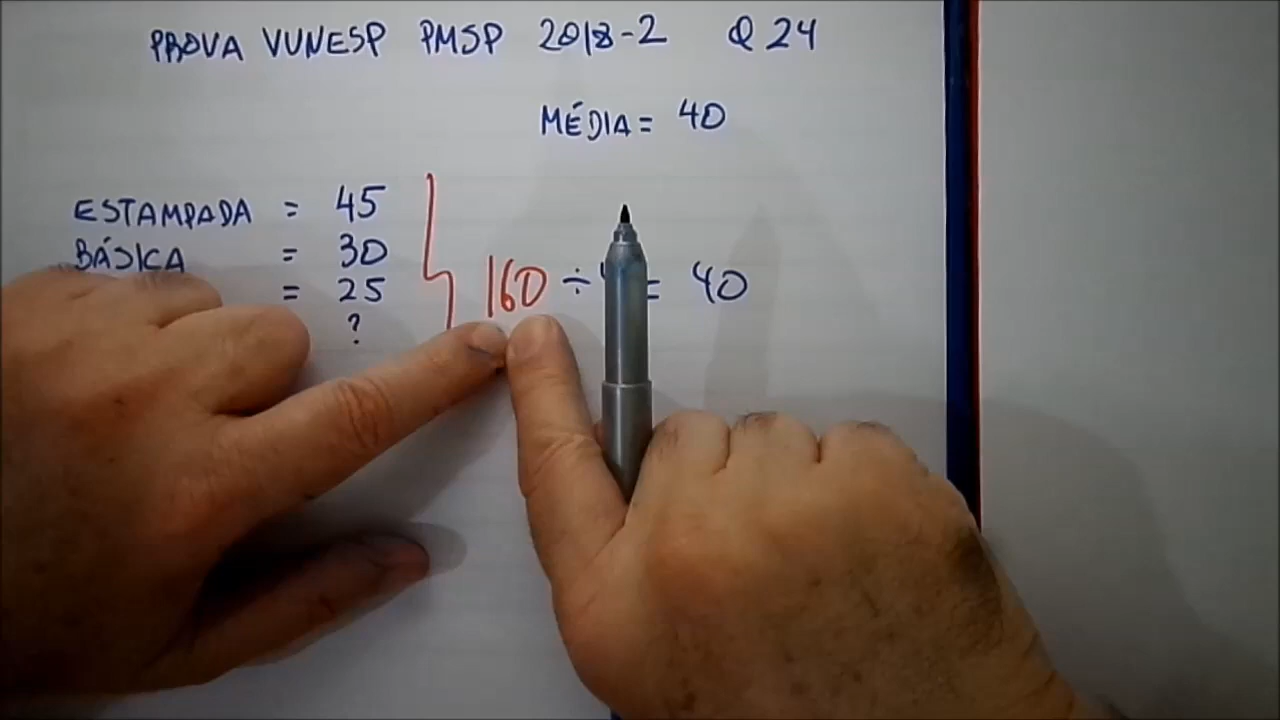 PROVA VUNESP PMSP 2018-2 Q 24
MÉDIA = 40
ESTAMPADA = 45
BÁSICA = 30
= 25
?
160 ÷ = 40